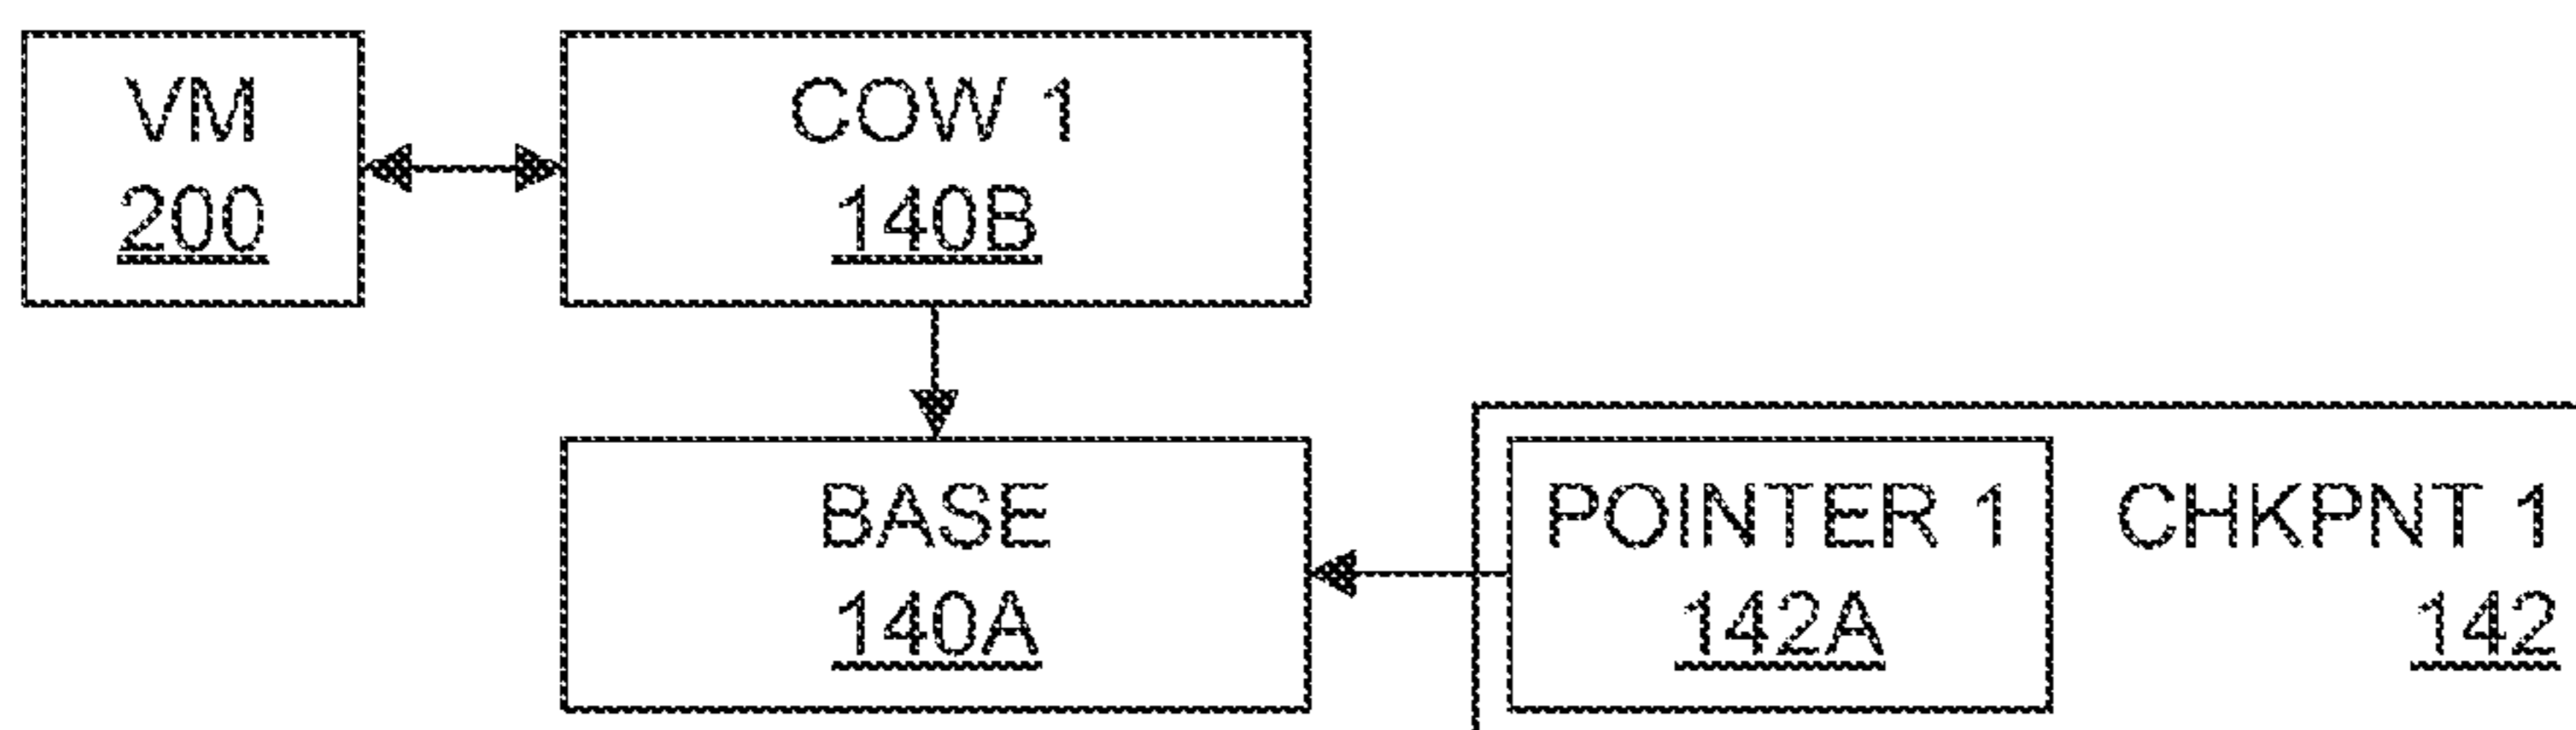 VM
200
COW 1
140B
BASE
140A
POINTER 1
142A
CHKPNT 1
142